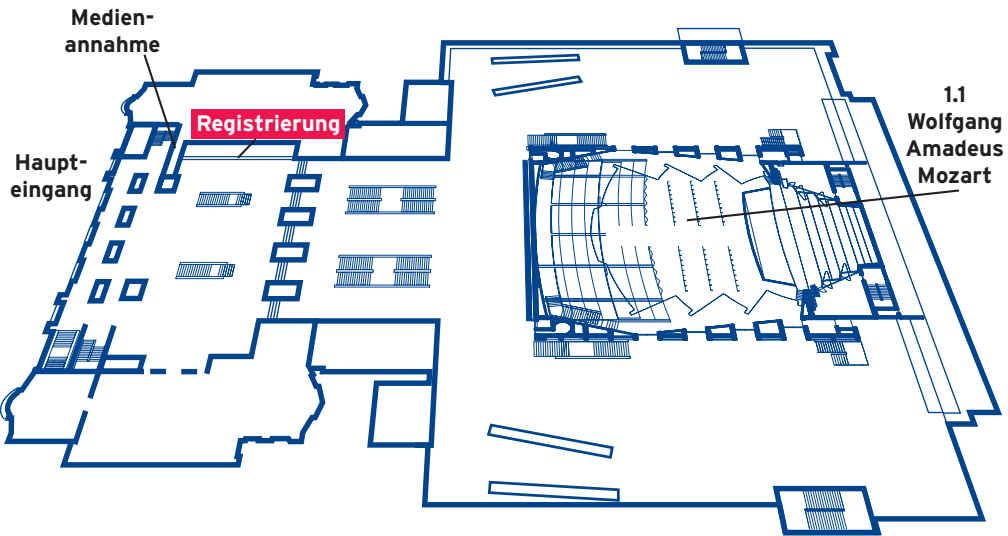 Medien-
annahme
Registrierung
Haupt-
eingang
1.1
Wolfgang
Amadeus
Mozart